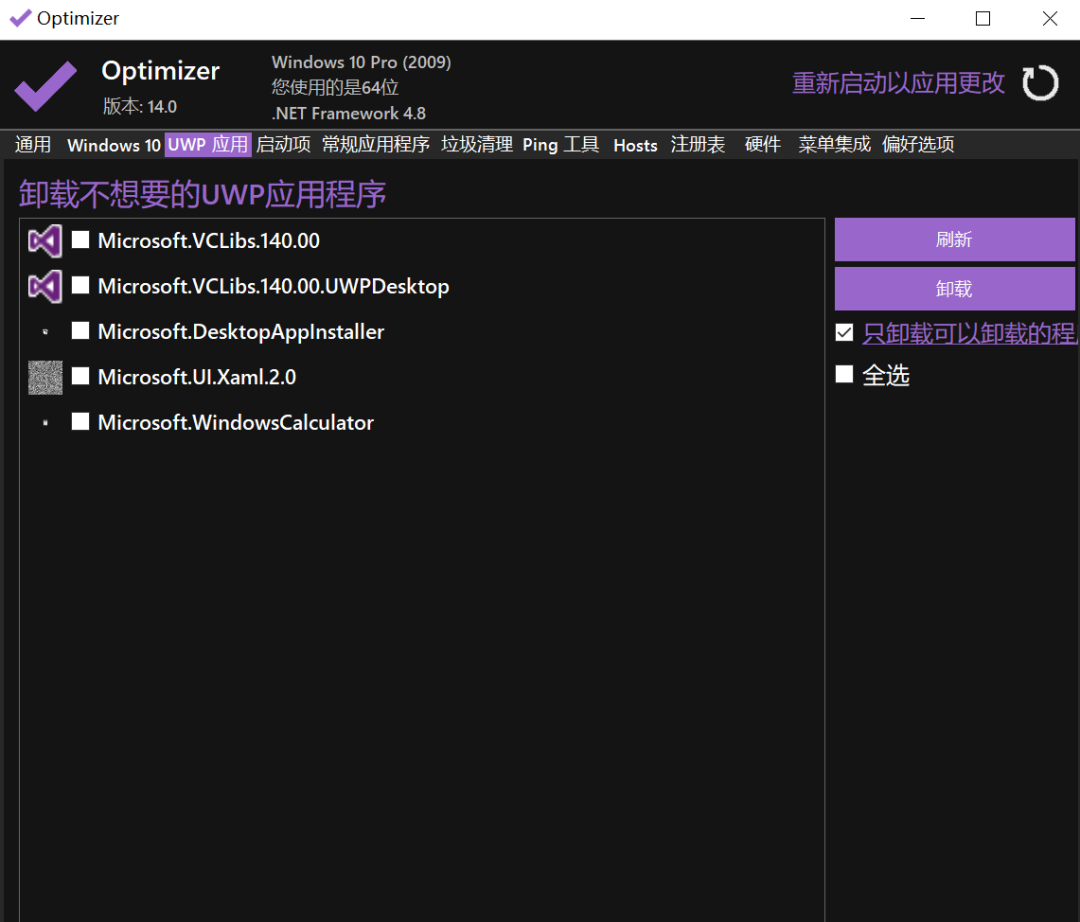 Optimizer
Optimizer
版本: 14.0
Windows 10 Pro (2009)
您使用的是64位
.NET Framework 4.8
重新启动以应用更改
通用 Windows 10 UWP 应用 启动项 常规应用程序 垃圾清理 Ping 工具 Hosts 注册表 硬件 菜单集成 偏好选项
卸载不想要的UWP应用程序
Microsoft.VCLibs.140.00
Microsoft.VCLibs.140.00.UWPDesktop
Microsoft.DesktopAppInstaller
Microsoft.UI.Xaml.2.0
Microsoft.WindowsCalculator
刷新
卸载
只卸载可以卸载的程
全选